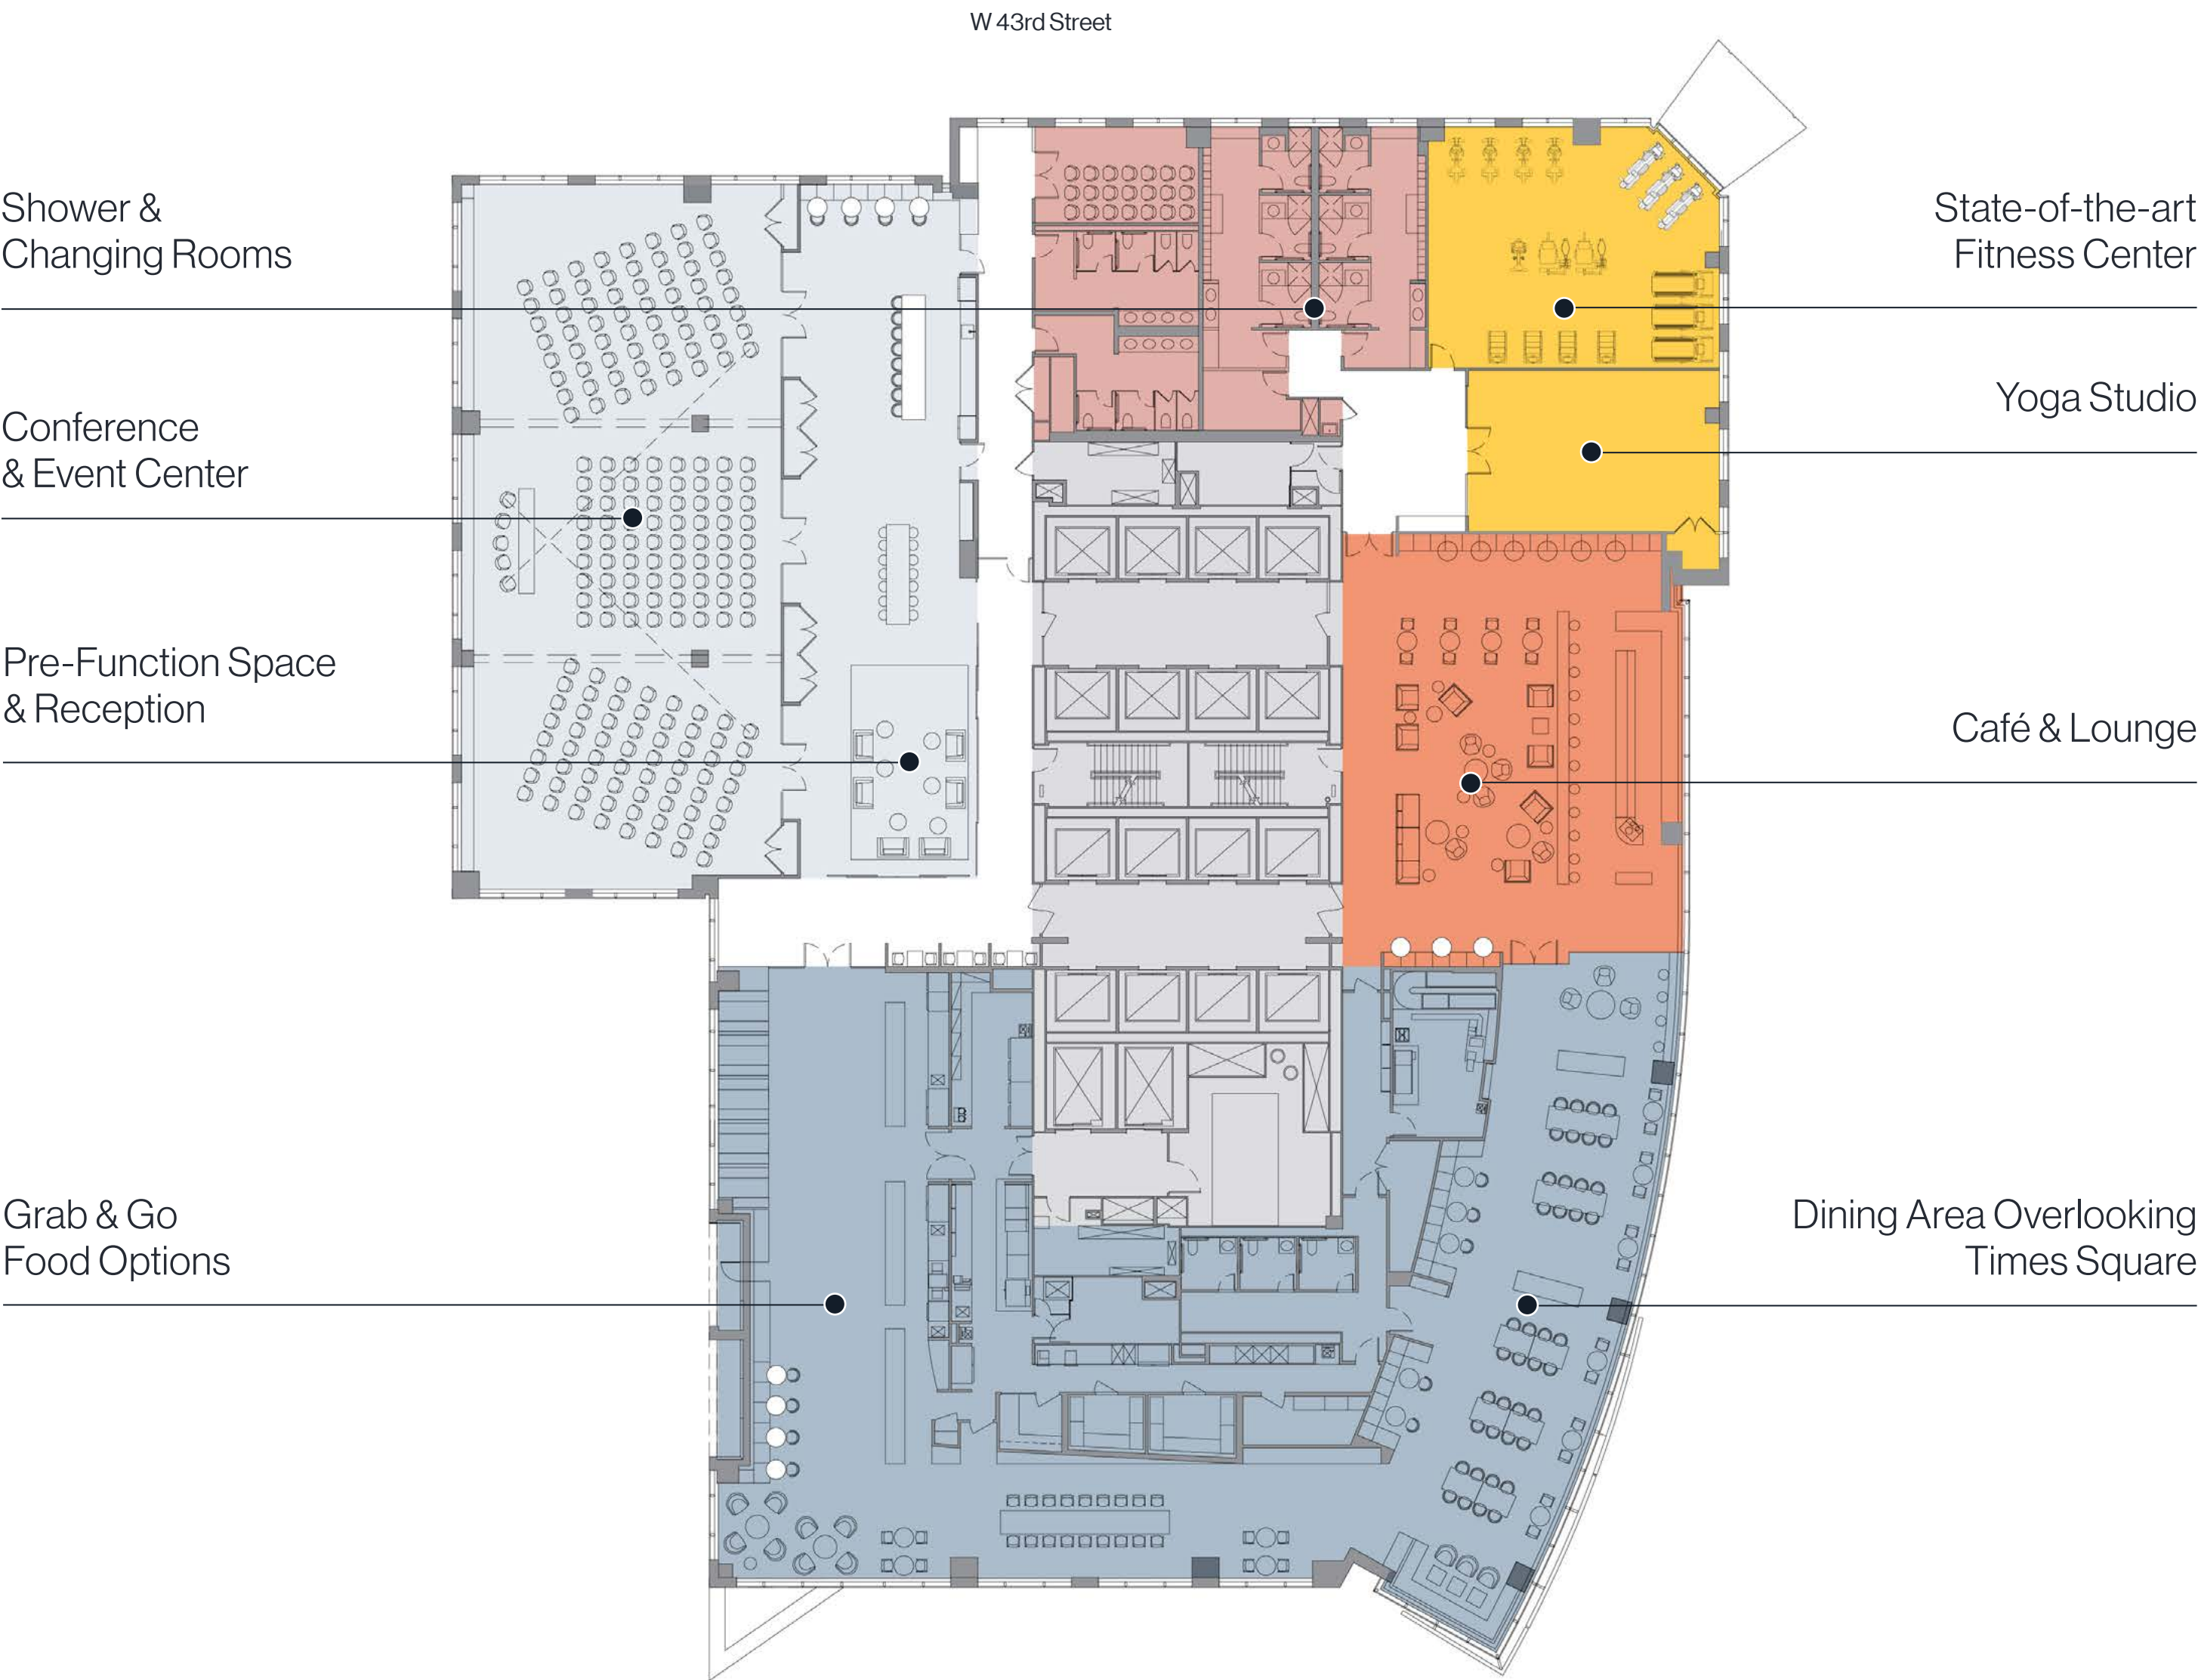 W 43rd Street
Shower &
Changing Rooms
Conference
& Event Center
Pre-Function Space
& Reception
Grab & Go
Food Options
State-of-the-art
Fitness Center
Yoga Studio
Café & Lounge
Dining Area Overlooking
Times Square